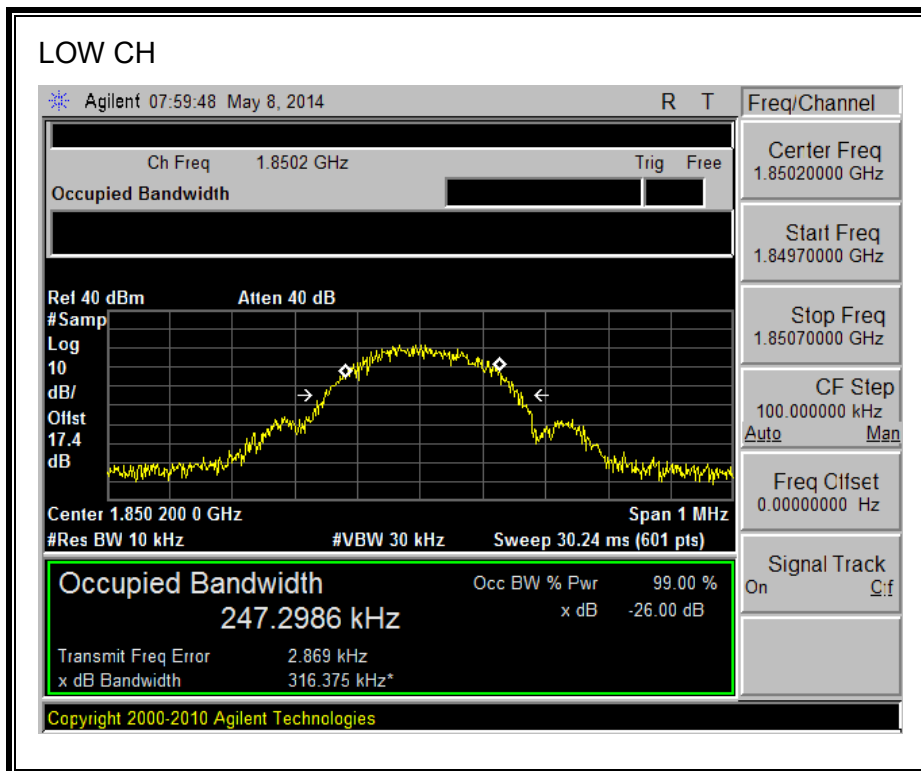 LOW CH
Agilent 07:59:48 May 8, 2014 R T
Freq/Channel
Ch Freq 1.8502 GHz Trig Free
Occupied Bandwidth
Center Freq
1.85020000 GHz
Start Freq
1.84970000 GHz
Stop Freq
1.85070000 GHz
CF Step
100.000000 kHz
Auto Man
Freq Offset
0.00000000 Hz
Signal Track
On Off
Ref 40 dBm Atten 40 dB
#Samp
Log
10
dB/
Offst
17.4
dB
Center 1.850 200 0 GHz Span 1 MHz
#Res BW 10 kHz #VBW 30 kHz Sweep 30.24 ms (601 pts)
Occupied Bandwidth
247.2986 kHz
Occ BW % Pwr 99.00 %
x dB -26.00 dB
Transmit Freq Error 2.869 kHz
x dB Bandwidth 316.375 kHz*
Copyright 2000-2010 Agilent Technologies